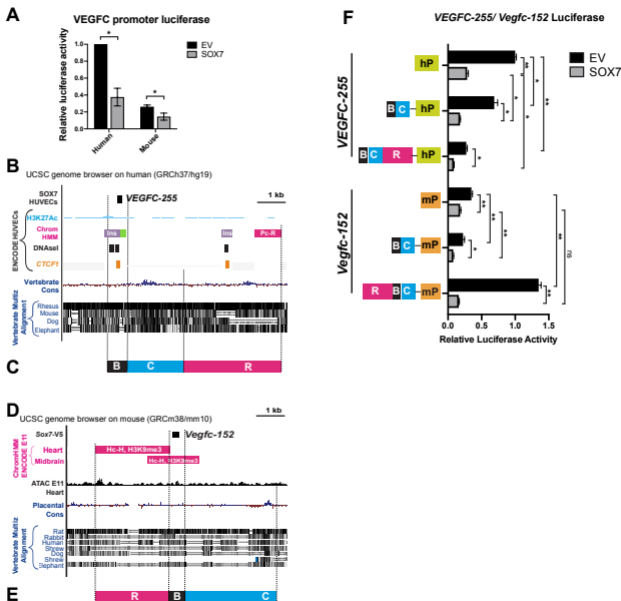 A
VEGFC promoter luciferase
Relative luciferase activity
1.0
0.8
0.6
0.4
0.2
0.0
*
*
EV
SOX7
Human
Mouse
B
UCSC genome browser on human (GRCh37/hg19)
1 kb
SOX7
HUVECs
VEGFC-255
ENCODE HUVECs
H3K27Ac
Chrom
HMM
Ins
Ins
Pc-R
DNAseI
CTCF1
Vertebrate
Cons
Vertebrate Multiz
Alignment
Rhesus
Mouse
Dog
Elephant
C
B
C
R
D
UCSC genome browser on mouse (GRCm38/mm10)
1 kb
Sox7-V5
Vegfc-152
ChromHMM
ENCODE E11
Heart
Hc-H, H3K9me3
Midbrain
Hc-H, H3K9me3
ATAC E11
Heart
Placental
Cons
Vertebrate Multiz
Alignment
Rat
Rabbit
Human
Shrew
Dog
Shrew
Elephant
E
R
B
C
F
VEGFC-255/ Vegfc-152 Luciferase
EV
SOX7
VEGFC-255
hP
B C hP
B C R hP
Vegfc-152
mP
B C mP
R B C mP
ns
0.0
0.5
1.0
1.5
Relative Luciferase Activity